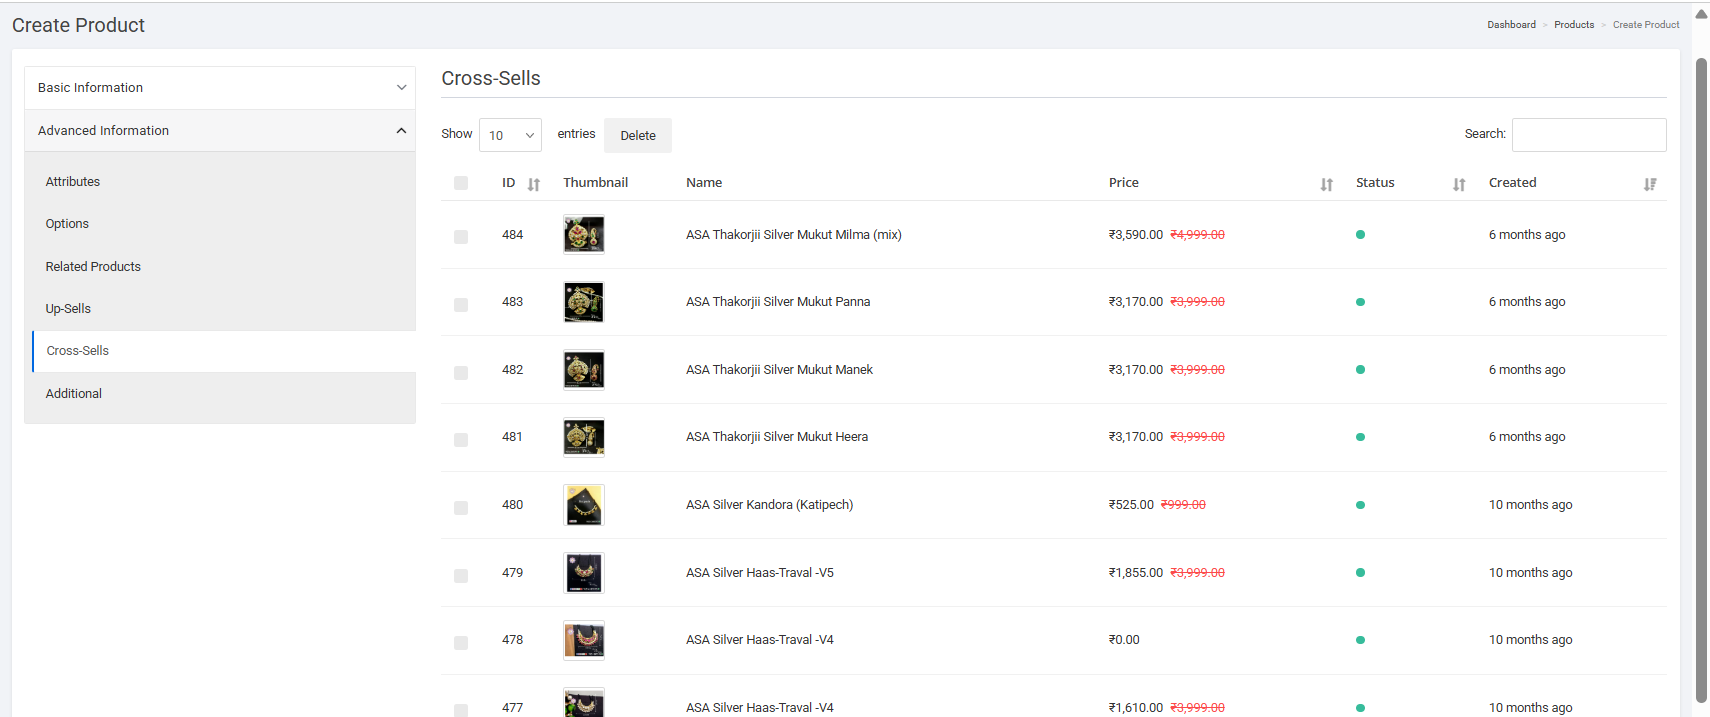 Create Product
Dashboard > Products > Create Product
Basic Information
Advanced Information
Attributes
Options
Related Products
Up-Sells
Cross-Sells
Additional
Cross-Sells
Show 10 entries Delete Search:
ID Thumbnail Name Price Status Created
484 ASA Thakorjii Silver Mukut Milma (mix) ₹3,590.00 ₹4,999.00 6 months ago
483 ASA Thakorjii Silver Mukut Panna ₹3,170.00 ₹3,999.00 6 months ago
482 ASA Thakorjii Silver Mukut Manek ₹3,170.00 ₹3,999.00 6 months ago
481 ASA Thakorjii Silver Mukut Heera ₹3,170.00 ₹3,999.00 6 months ago
480 ASA Silver Kandora (Katipech) ₹525.00 ₹999.00 10 months ago
479 ASA Silver Haas-Traval -V5 ₹1,855.00 ₹3,999.00 10 months ago
478 ASA Silver Haas-Traval -V4 ₹0.00 10 months ago
477 ASA Silver Haas-Traval -V4 ₹1,610.00 ₹3,999.00 10 months ago